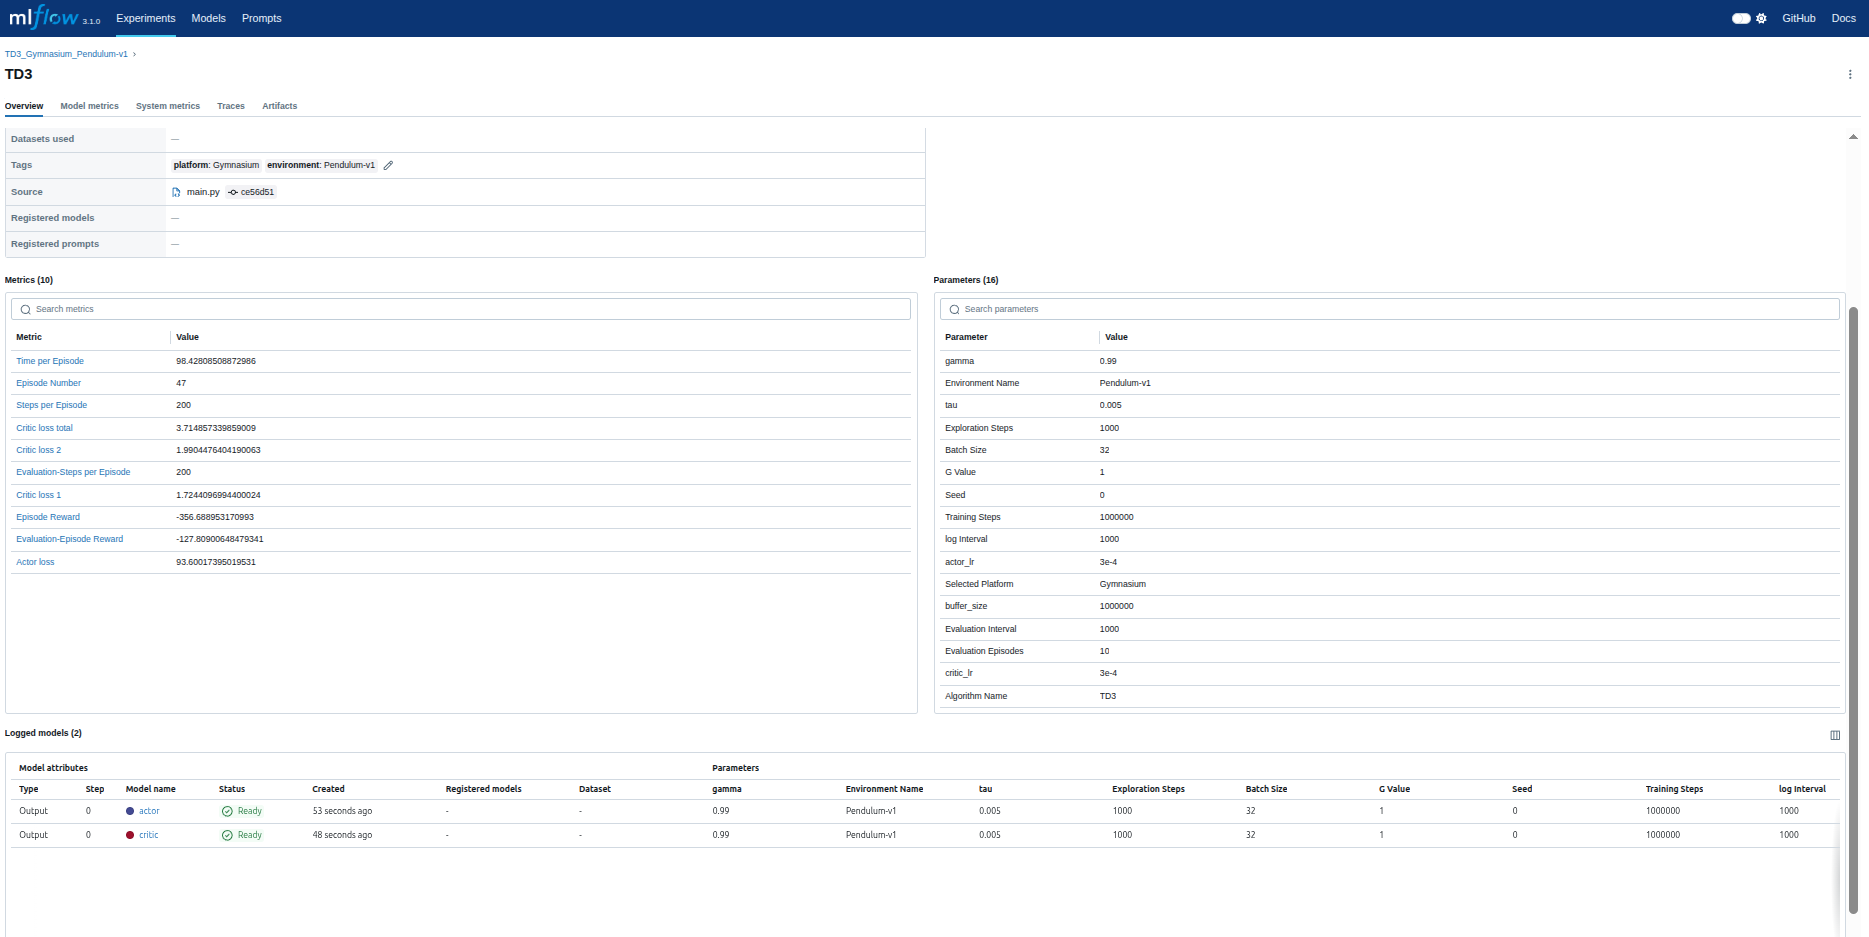 mlflow 3.1.0 Experiments Models Prompts GitHub Docs
TD3_Gymnasium_Pendulum-v1 ›
TD3
Overview Model metrics System metrics Traces Artifacts
Datasets used —
Tags platform: Gymnasium environment: Pendulum-v1
Source main.py ce56d51
Registered models —
Registered prompts —
Metrics (10)
Search metrics
Metric Value
Time per Episode 98.42808508872986
Episode Number 47
Steps per Episode 200
Critic loss total 3.714857339859009
Critic loss 2 1.9904476404190063
Evaluation-Steps per Episode 200
Critic loss 1 1.7244096994400024
Episode Reward -356.688953170993
Evaluation-Episode Reward -127.80900648479341
Actor loss 93.60017395019531
Parameters (16)
Search parameters
Parameter Value
gamma 0.99
Environment Name Pendulum-v1
tau 0.005
Exploration Steps 1000
Batch Size 32
G Value 1
Seed 0
Training Steps 1000000
log Interval 1000
actor_lr 3e-4
Selected Platform Gymnasium
buffer_size 1000000
Evaluation Interval 1000
Evaluation Episodes 10
critic_lr 3e-4
Algorithm Name TD3
Logged models (2)
Model attributes Parameters
Type Step Model name Status Created Registered models Dataset gamma Environment Name tau Exploration Steps Batch Size G Value Seed Training Steps log Interval
Output 0 actor Ready 53 seconds ago - - 0.99 Pendulum-v1 0.005 1000 32 1 0 1000000 1000
Output 0 critic Ready 48 seconds ago - - 0.99 Pendulum-v1 0.005 1000 32 1 0 1000000 1000